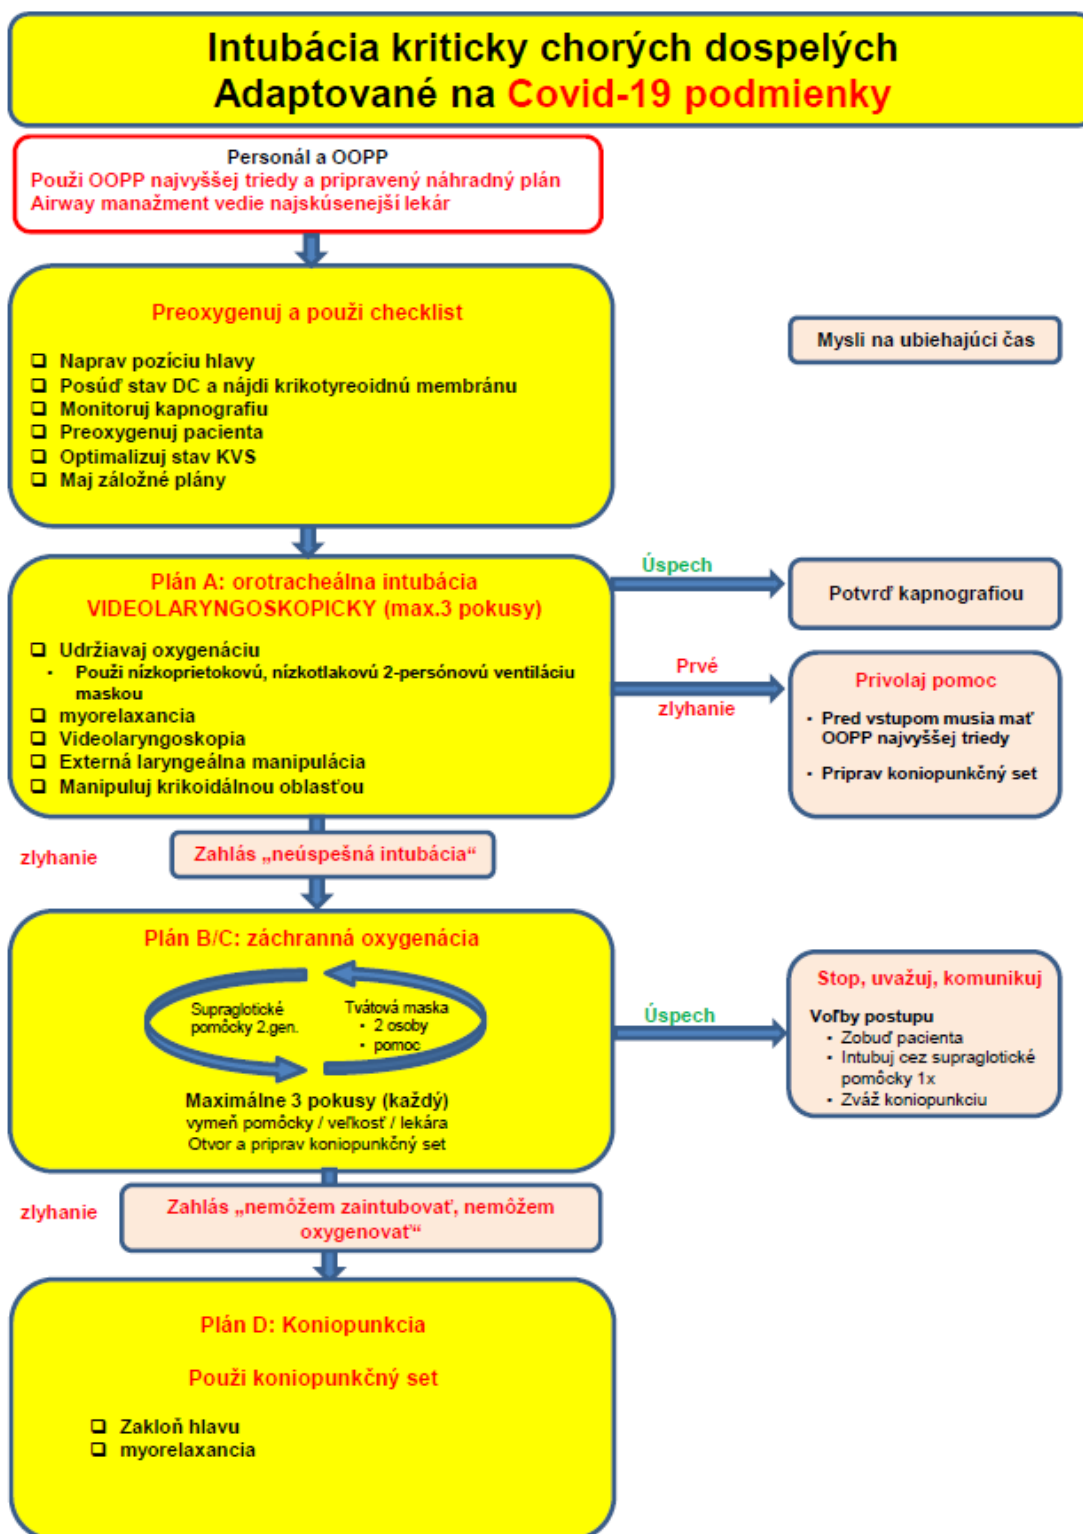 Intubácia kriticky chorých dospelých
Adaptované na Covid-19 podmienky
Personál a OOPP
Použi OOPP najvyššej triedy a pripravený náhradný plán
Airway manažment vedie najskúsenejší lekár
Preoxygenuj a použi checklist
Naprav pozíciu hlavy
Posúď stav DC a nájdi krikotyreoidnú membránu
Monitoruj kapnografiu
Preoxygenuj pacienta
Optimalizuj stav KVS
Maj záložné plány
Mysli na ubiehajúci čas
Plán A: orotracheálna intubácia
VIDEOLARYNGOSKOPICKY (max.3 pokusy)
Udržiavaj oxygenáciu
• Použi nízkoprietokovú, nízkotlakovú 2-persónovú ventiláciu
maskou
myorelaxancia
Videolaryngoskopia
Externá laryngeálna manipulácia
Manipuluj krikoidálnou oblasťou
Úspech
Potvrď kapnografiou
Prvé
zlyhanie
Privolaj pomoc
• Pred vstupom musia mať
OOPP najvyššej triedy
• Priprav koniopunkčný set
zlyhanie
Zahlás „neúspešná intubácia“
Plán B/C: záchranná oxygenácia
Supraglotické
pomôcky 2.gen.
Tvátová maska
• 2 osoby
• pomoc
Maximálne 3 pokusy (každý)
vymeň pomôcky / veľkosť / lekára
Otvor a priprav koniopunkčný set
Úspech
Stop, uvažuj, komunikuj
Voľby postupu
• Zobuď pacienta
• Intubuj cez supraglotické
pomôcky 1x
• Zváž koniopunkciu
zlyhanie
Zahlás „nemôžem zaintubovať, nemôžem
oxygenovať“
Plán D: Koniopunkcia
Použi koniopunkčný set
Zakloň hlavu
myorelaxancia